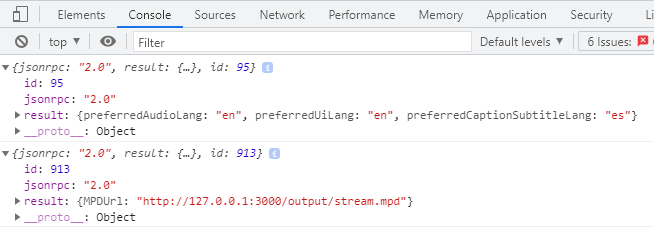 Elements Console Sources Network Performance Memory Application Security Li
top Filter Default levels 6 Issues:
{jsonrpc: "2.0", result: {…}, id: 95} i
id: 95
jsonrpc: "2.0"
result: {preferredAudioLang: "en", preferredUiLang: "en", preferredCaptionSubtitleLang: "es"}
__proto__: Object
{jsonrpc: "2.0", result: {…}, id: 913} i
id: 913
jsonrpc: "2.0"
result: {MPDUrl: "http://127.0.0.1:3000/output/stream.mpd"}
__proto__: Object